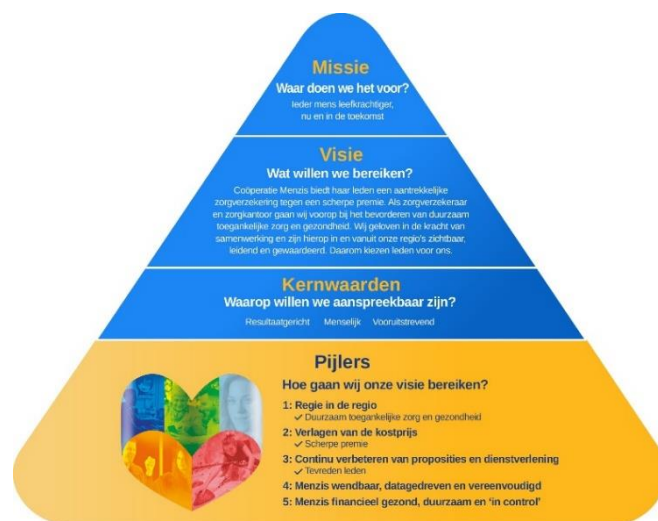 Missie
Waar doen we het voor?
Ieder mens leefkrachtiger,
nu en in de toekomst
Visie
Wat willen we bereiken?
Coöperatie Menzis biedt haar leden een aantrekkelijke
zorgverzekering tegen een scherpe premie. Als zorgverzekeraar
en zorgkantoor gaan wij voorop bij het bevorderen van duurzaam
toegankelijke zorg en gezondheid. Wij geloven in de kracht van
samenwerking en zijn hierop in en vanuit onze regio's zichtbaar,
leidend en gewaardeerd. Daarom kiezen leden voor ons.
Kernwaarden
Waarop willen we aanspreekbaar zijn?
Resultaatgericht Menselijk Vooruitstrevend
Pijlers
Hoe gaan wij onze visie bereiken?
1: Regie in de regio
✓ Duurzaam toegankelijke zorg en gezondheid
2: Verlagen van de kostprijs
✓ Scherpe premie
3: Continu verbeteren van proposities en dienstverlening
✓ Tevreden leden
4: Menzis wendbaar, datagedreven en vereenvoudigd
5: Menzis financieel gezond, duurzaam en 'in control'